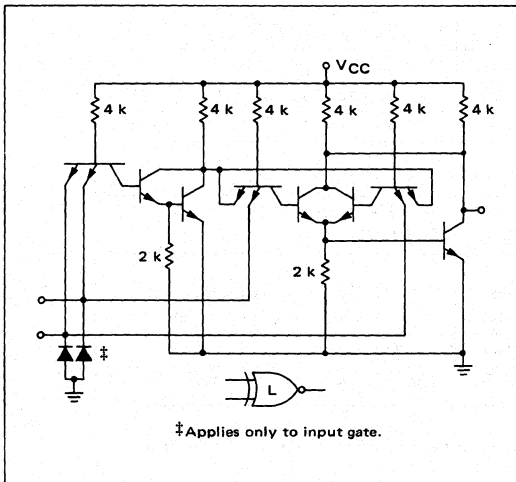 VCC
4 k 4 k 4 k 4 k 4 k 4 k
2 k 2 k
‡
L
‡Applies only to input gate.